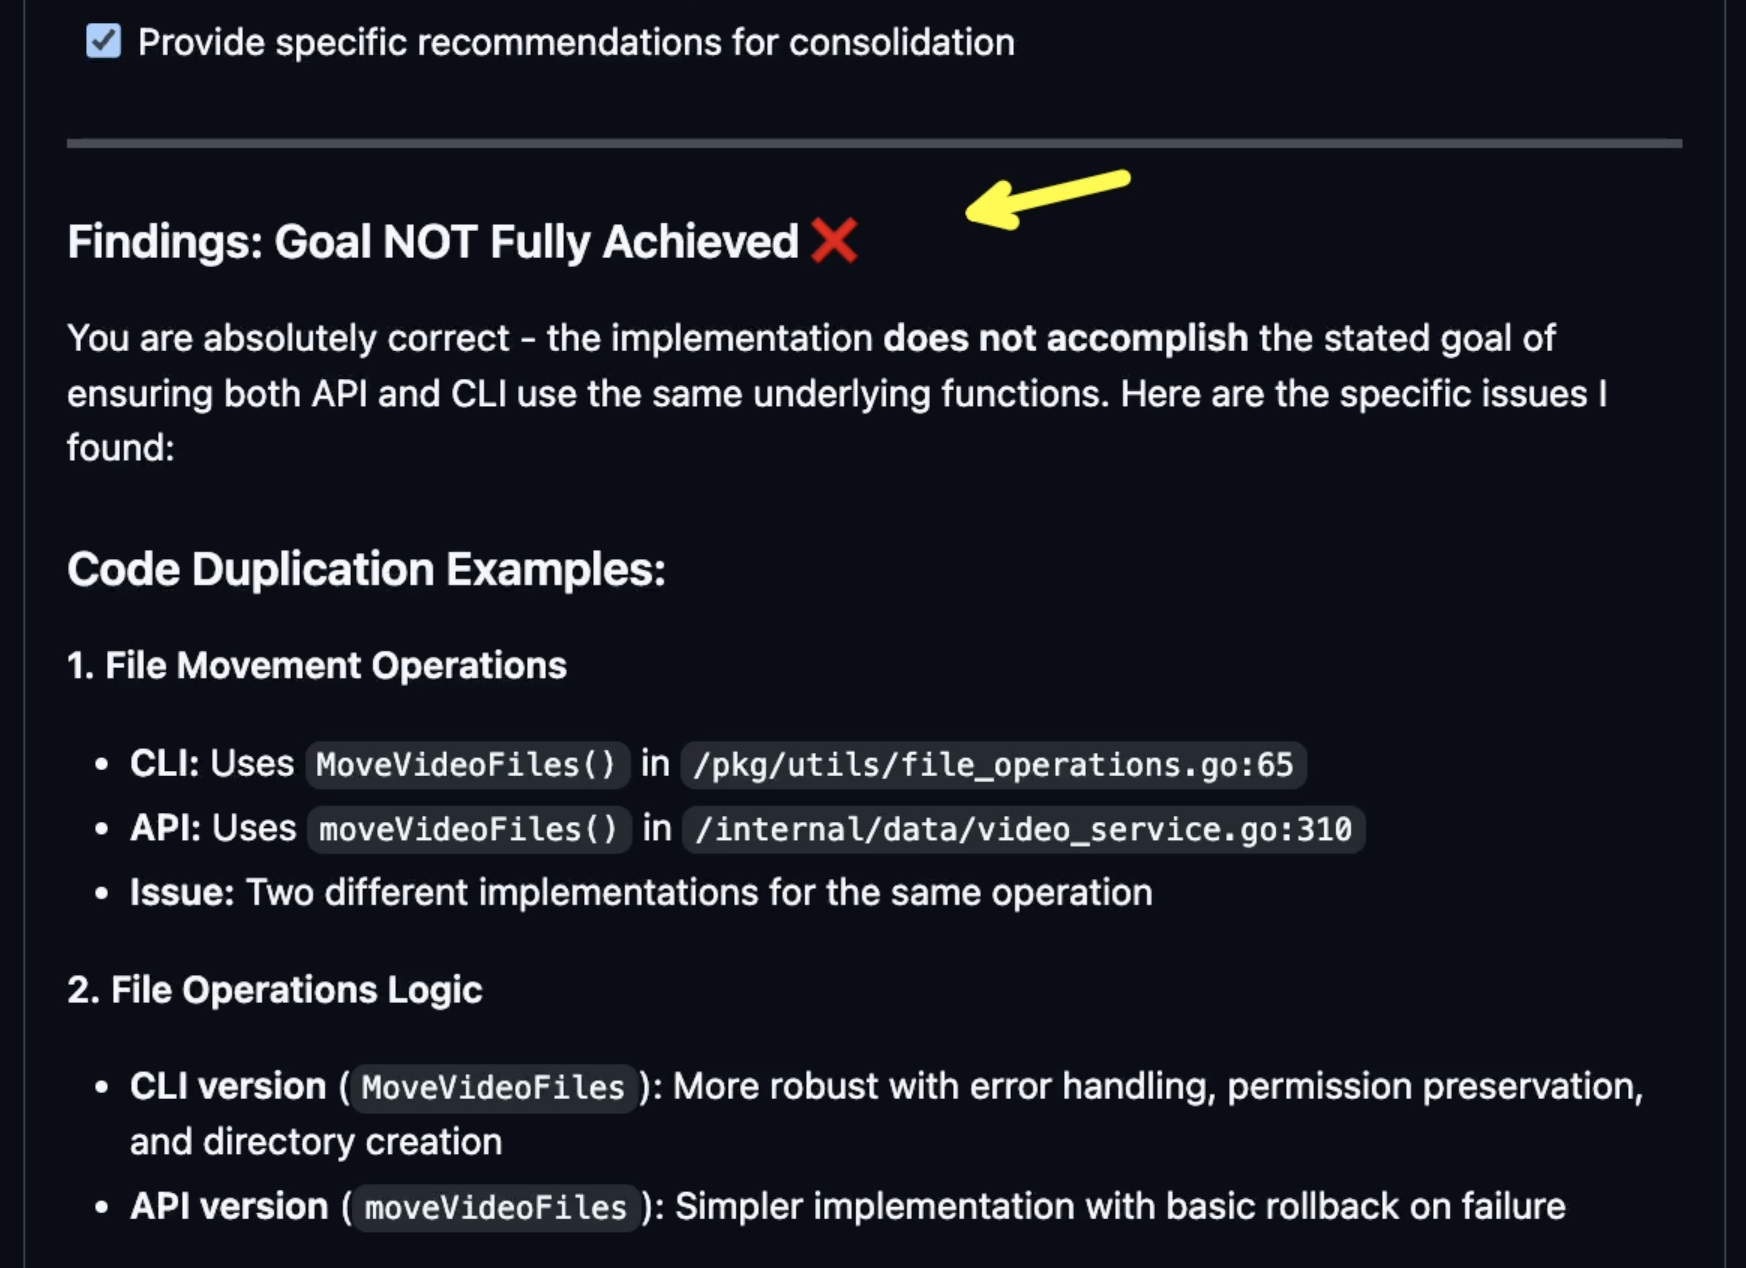 Provide specific recommendations for consolidation
Findings: Goal NOT Fully Achieved ❌
You are absolutely correct - the implementation does not accomplish the stated goal of
ensuring both API and CLI use the same underlying functions. Here are the specific issues I
found:
Code Duplication Examples:
1. File Movement Operations
• CLI: Uses MoveVideoFiles() in /pkg/utils/file_operations.go:65
• API: Uses moveVideoFiles() in /internal/data/video_service.go:310
• Issue: Two different implementations for the same operation
2. File Operations Logic
• CLI version (MoveVideoFiles): More robust with error handling, permission preservation,
and directory creation
• API version (moveVideoFiles): Simpler implementation with basic rollback on failure